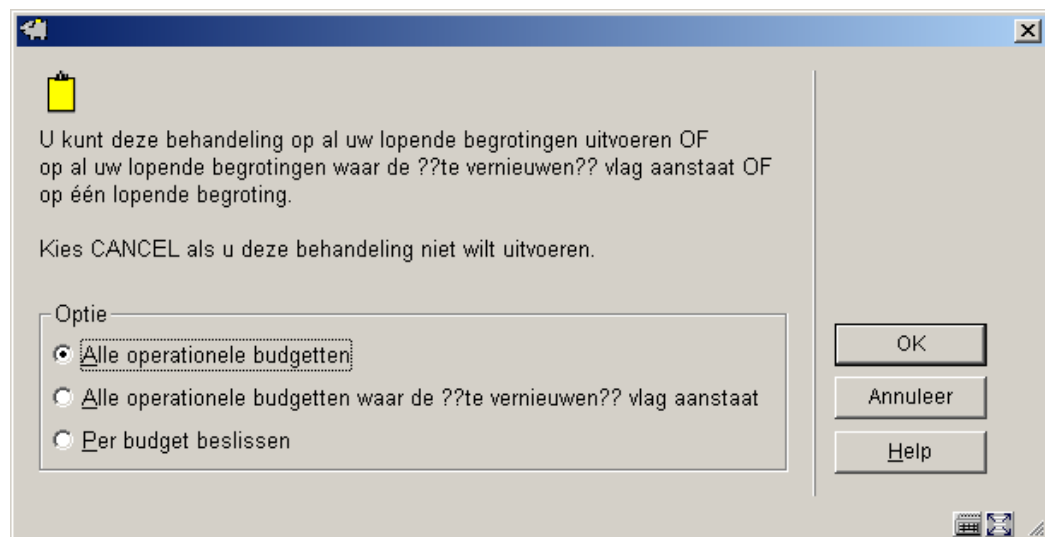 U kunt deze behandeling op al uw lopende begrotingen uitvoeren OF
op al uw lopende begrotingen waar de ??te vernieuwen?? vlag aanstaat OF
op één lopende begroting.
Kies CANCEL als u deze behandeling niet wilt uitvoeren.
Optie
Alle operationele budgetten
Alle operationele budgetten waar de ??te vernieuwen?? vlag aanstaat
Per budget beslissen
OK
Annuleer
Help